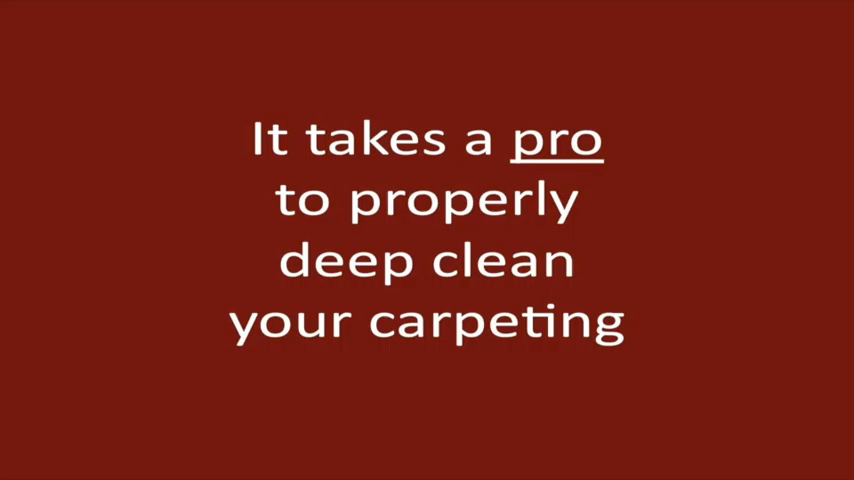 It takes a pro
to properly
deep clean
your carpeting